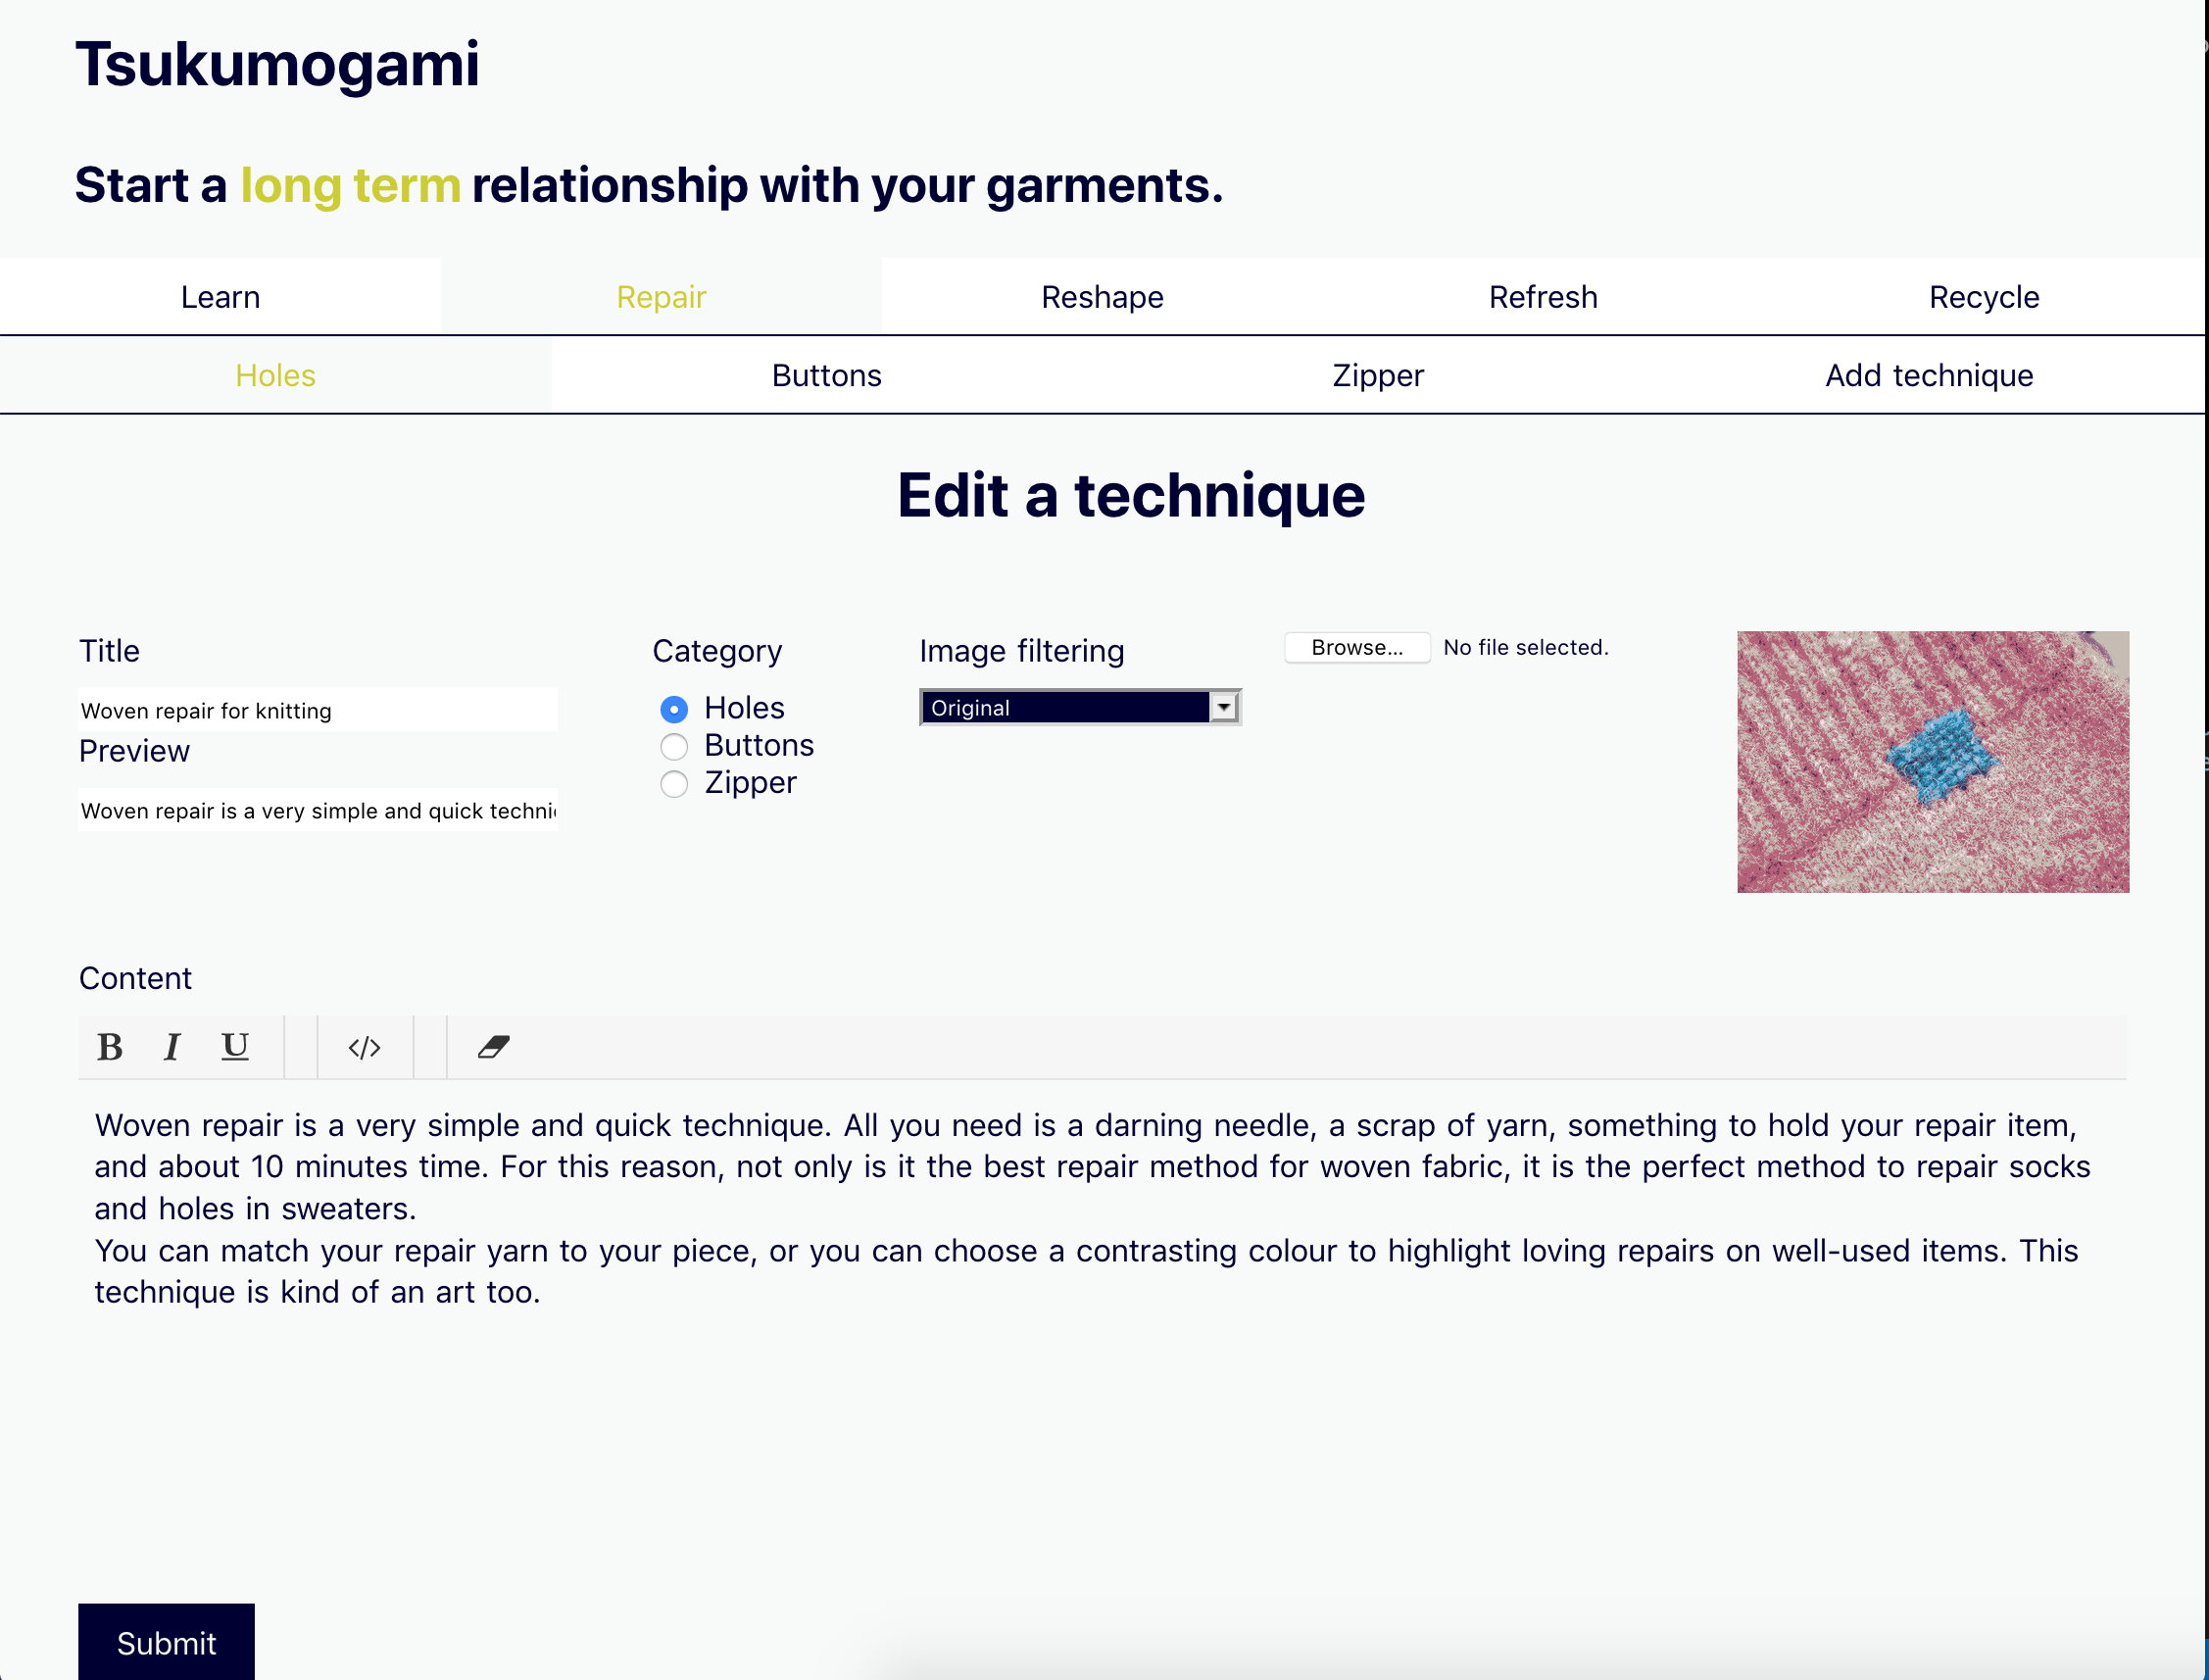 Tsukumogami
Start a long term relationship with your garments.
Learn Repair Reshape Refresh Recycle
Holes Buttons Zipper Add technique
Edit a technique
Title
Woven repair for knitting
Preview
Woven repair is a very simple and quick
Category
Holes
Buttons
Zipper
Image filtering
Original
Browse... No file selected.
Content
B I U </>
Woven repair is a very simple and quick technique. All you need is a darning needle, a scrap of yarn, something to hold your repair item,
and about 10 minutes time. For this reason, not only is it the best repair method for woven fabric, it is the perfect method to repair socks
and holes in sweaters.
You can match your repair yarn to your piece, or you can choose a contrasting colour to highlight loving repairs on well-used items. This
technique is kind of an art too.
Submit